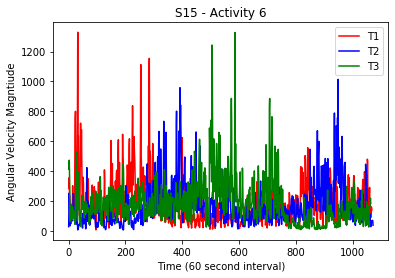 S15 - Activity 6
T1
T2
T3
Angular Velocity Magntiude
1200
1000
800
600
400
200
0
0 200 400 600 800 1000
Time (60 second interval)